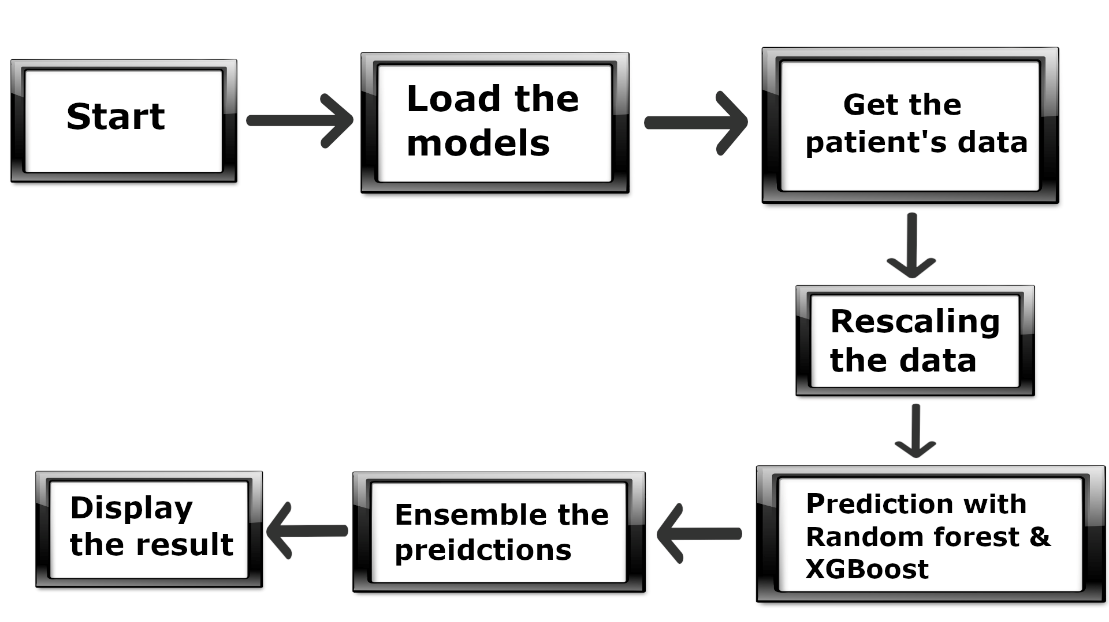 Start
Load the
models
Get the
patient's data
Rescaling
the data
Prediction with
Random forest &
XGBoost
Ensemble the
preidctions
Display
the result